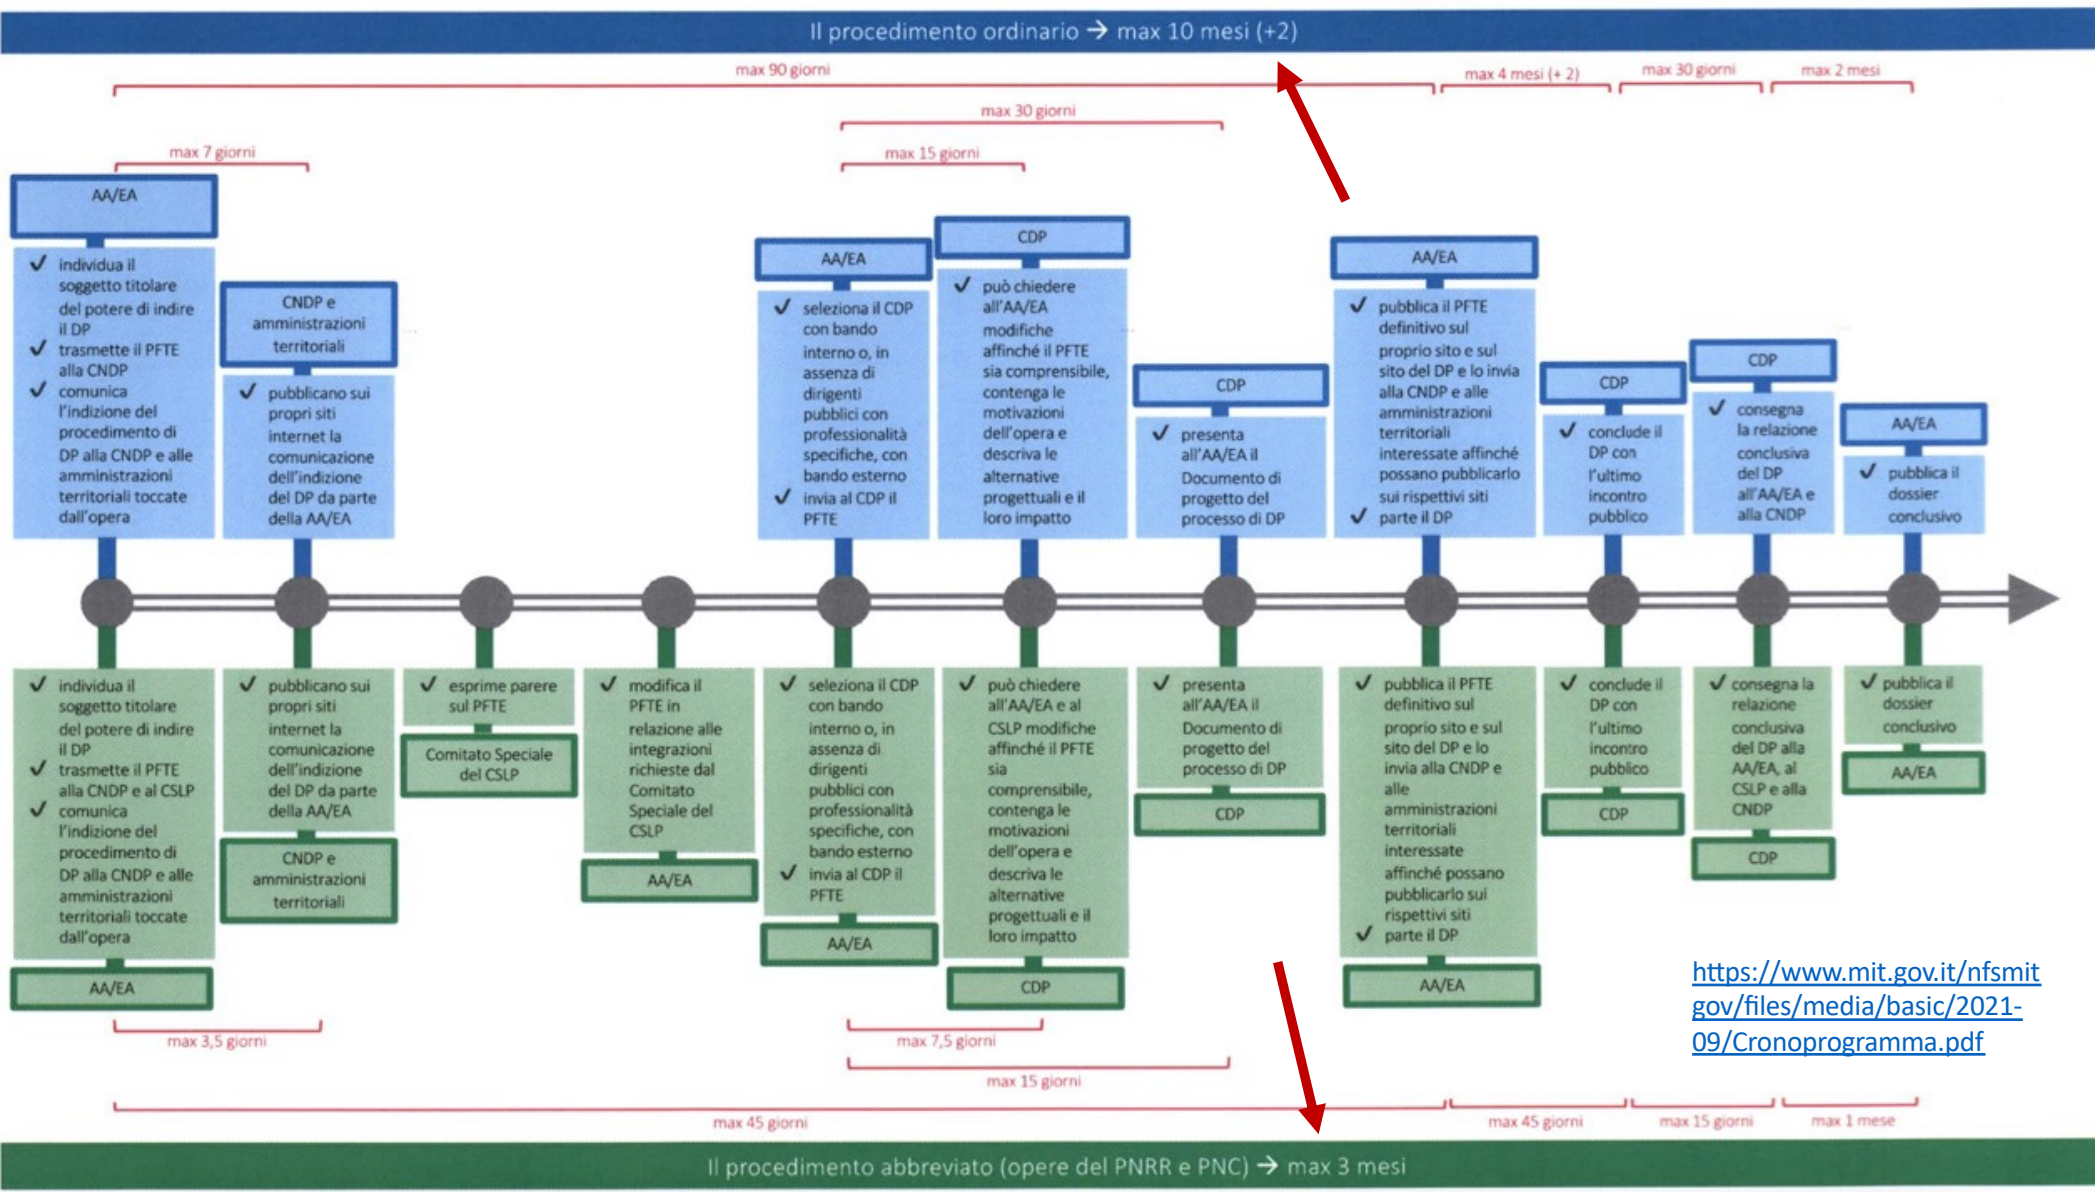 Il procedimento ordinario → max 10 mesi (+2)
max 90 giorni
max 4 mesi (+ 2)
max 30 giorni
max 2 mesi
max 30 giorni
max 7 giorni
max 15 giorni
AA/EA
✓ individua il
soggetto titolare
del potere di indire
il DP
✓ trasmette il PFTE
alla CNDP
✓ comunica
l'indizione del
procedimento di
DP alla CNDP e alle
amministrazioni
territoriali toccate
dall'opera
CNDP e
amministrazioni
territoriali
✓ pubblicano sui
propri siti
internet la
comunicazione
dell'indizione
del DP da parte
della AA/EA
AA/EA
✓ seleziona il CDP
con bando
interno o, in
assenza di
dirigenti
pubblici con
professionalità
specifiche, con
bando esterno
✓ invia al CDP il
PFTE
CDP
✓ può chiedere
all'AA/EA
modifiche
affinché il PFTE
sia comprensibile,
contenga le
motivazioni
dell'opera e
descriva le
alternative
progettuali e il
loro impatto
CDP
✓ presenta
all'AA/EA il
Documento di
progetto del
processo di DP
AA/EA
✓ pubblica il PFTE
definitivo sul
proprio sito e sul
sito del DP e lo invia
alla CNDP e alle
amministrazioni
territoriali
interessate affinché
possano pubblicarlo
sui rispettivi siti
✓ parte il DP
CDP
✓ conclude il
DP con
l'ultimo
incontro
pubblico
CDP
✓ consegna
la relazione
conclusiva
del DP
all'AA/EA e
alla CNDP
AA/EA
✓ pubblica il
dossier
conclusivo
✓ individua il
soggetto titolare
del potere di indire
il DP
✓ trasmette il PFTE
alla CNDP e al CSLP
✓ comunica
l'indizione del
procedimento di
DP alla CNDP e alle
amministrazioni
territoriali toccate
dall'opera
AA/EA
✓ pubblicano sui
propri siti
internet la
comunicazione
dell'indizione
del DP da parte
della AA/EA
CNDP e
amministrazioni
territoriali
✓ esprime parere
sul PFTE
Comitato Speciale
del CSLP
✓ modifica il
PFTE in
relazione alle
integrazioni
richieste dal
Comitato
Speciale del
CSLP
AA/EA
✓ seleziona il CDP
con bando
interno o, in
assenza di
dirigenti
pubblici con
professionalità
specifiche, con
bando esterno
✓ invia al CDP il
PFTE
AA/EA
✓ può chiedere
all'AA/EA e al
CSLP modifiche
affinché il PFTE
sia
comprensibile,
contenga le
motivazioni
dell'opera e
descriva le
alternative
progettuali e il
loro impatto
CDP
✓ presenta
all'AA/EA il
Documento di
progetto del
processo di DP
CDP
✓ pubblica il PFTE
definitivo sul
proprio sito e sul
sito del DP e lo
invia alla CNDP e
alle
amministrazioni
territoriali
interessate
affinché possano
pubblicarlo sui
rispettivi siti
✓ parte il DP
AA/EA
✓ conclude il
DP con
l'ultimo
incontro
pubblico
CDP
✓ consegna la
relazione
conclusiva
del DP alla
AA/EA, al
CSLP e alla
CNDP
CDP
✓ pubblica il
dossier
conclusivo
AA/EA
https://www.mit.gov.it/nfsmit
gov/files/media/basic/2021-
09/Cronoprogramma.pdf
max 3,5 giorni
max 7,5 giorni
max 15 giorni
max 45 giorni
max 45 giorni
max 15 giorni
max 1 mese
Il procedimento abbreviato (opere del PNRR e PNC) → max 3 mesi